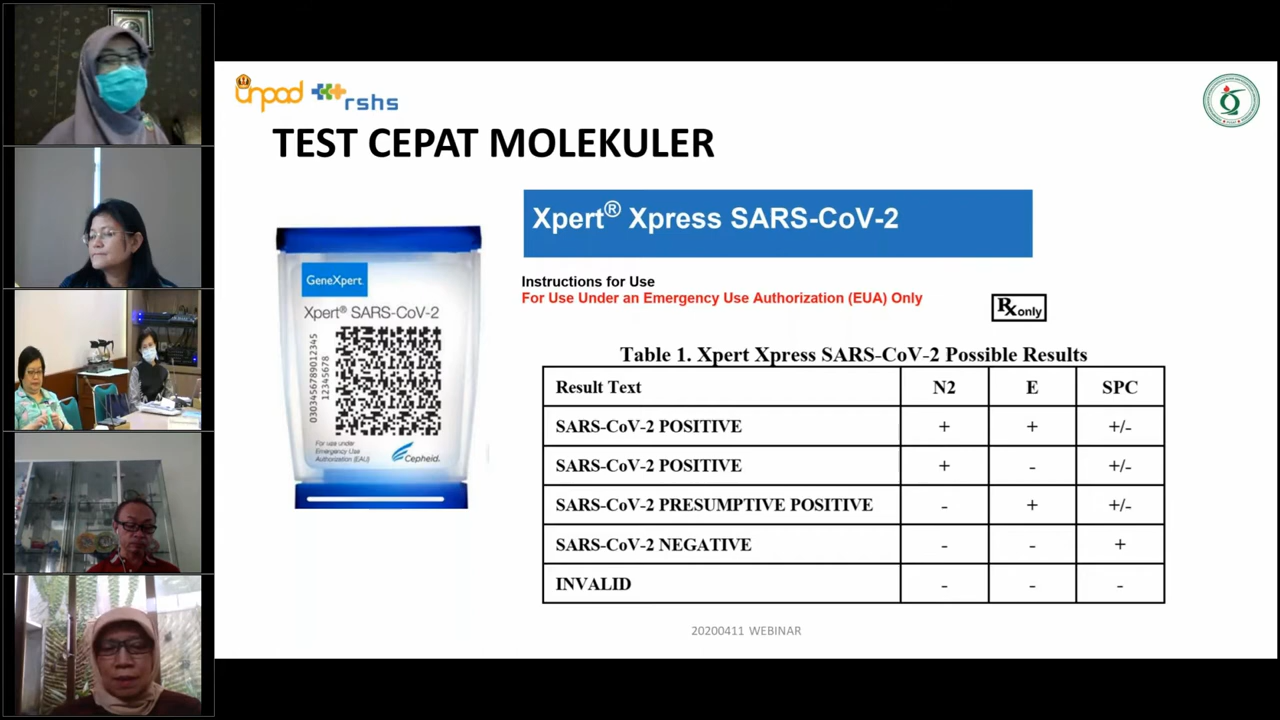 unpad
rshs
TEST CEPAT MOLEKULER
Xpert® Xpress SARS-CoV-2
GeneXpert
Xpert® SARS-CoV-2
0303456789012345
12345678
For use under
Emergency Use
Authorization (EAU)
Cepheid.
Instructions for Use
For Use Under an Emergency Use Authorization (EUA) Only
Rx only
Table 1. Xpert Xpress SARS-CoV-2 Possible Results
Result Text N2 E SPC
SARS-CoV-2 POSITIVE + + +/-
SARS-CoV-2 POSITIVE + - +/-
SARS-CoV-2 PRESUMPTIVE POSITIVE - + +/-
SARS-CoV-2 NEGATIVE - - +
INVALID - - -
20200411 WEBINAR